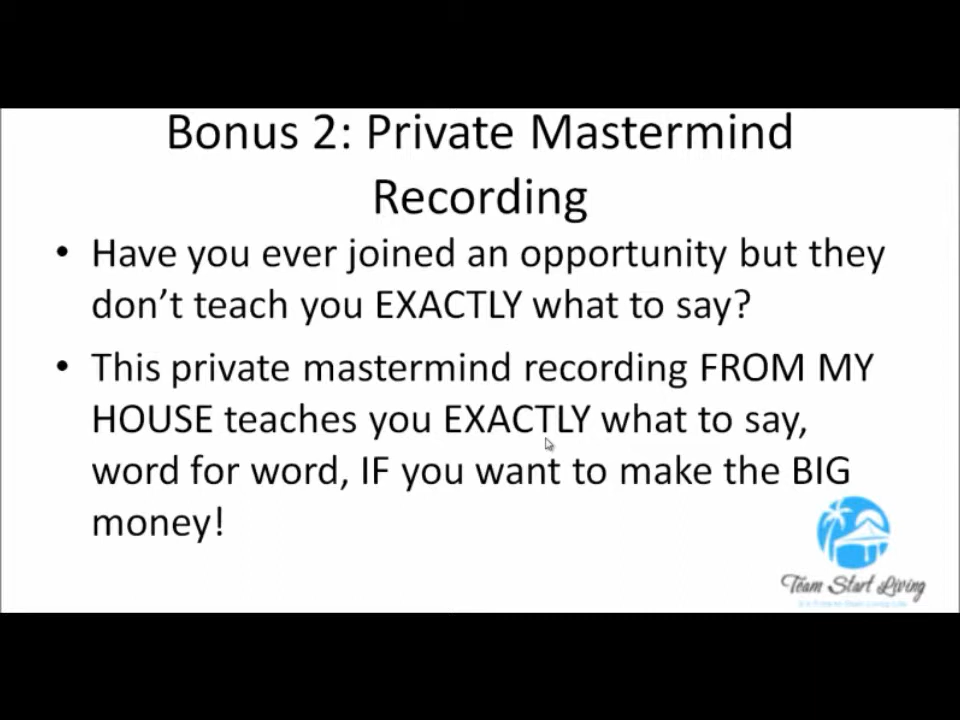 Bonus 2: Private Mastermind
Recording
• Have you ever joined an opportunity but they
don’t teach you EXACTLY what to say?
• This private mastermind recording FROM MY
HOUSE teaches you EXACTLY what to say,
word for word, IF you want to make the BIG
money!
Team Start Living